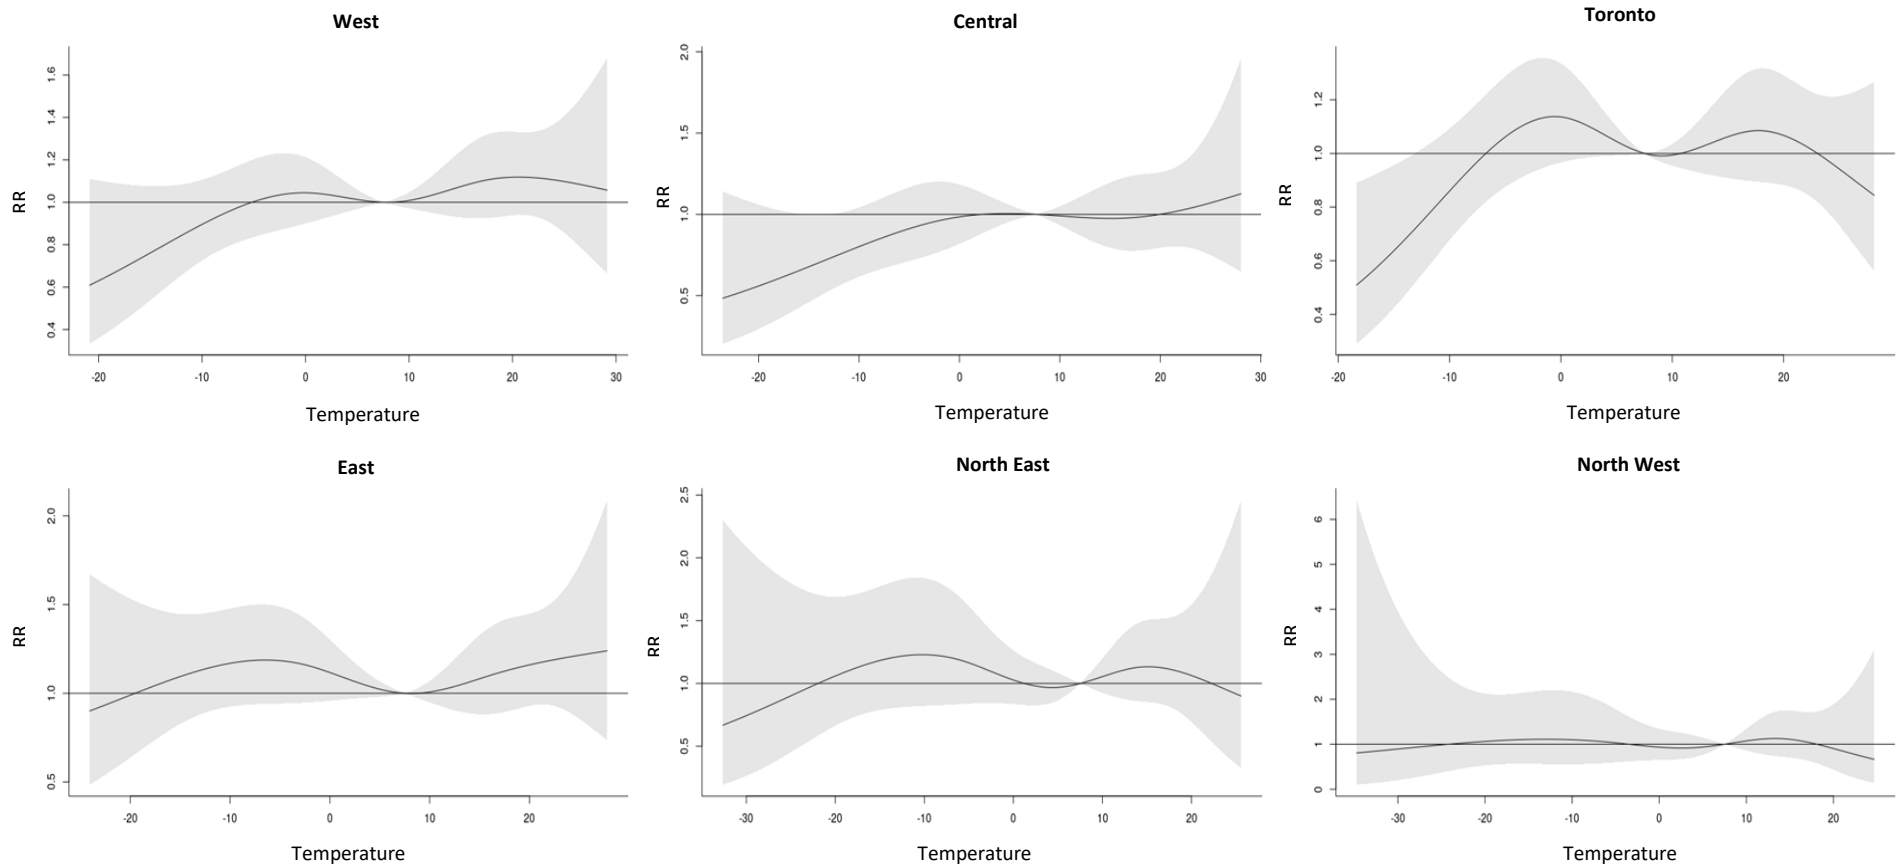 West
RR
1.6
1.4
1.2
1.0
0.8
0.6
0.4
-20 -10 0 10 20 30
Temperature
Central
RR
2.0
1.5
1.0
0.5
-20 -10 0 10 20 30
Temperature
Toronto
RR
1.2
1.0
0.8
0.6
0.4
-20 -10 0 10 20
Temperature
East
RR
2.0
1.5
1.0
0.5
-20 -10 0 10 20
Temperature
North East
RR
2.5
2.0
1.5
1.0
0.5
-30 -20 -10 0 10 20
Temperature
North West
RR
6
5
4
3
2
1
0
-30 -20 -10 0 10 20
Temperature